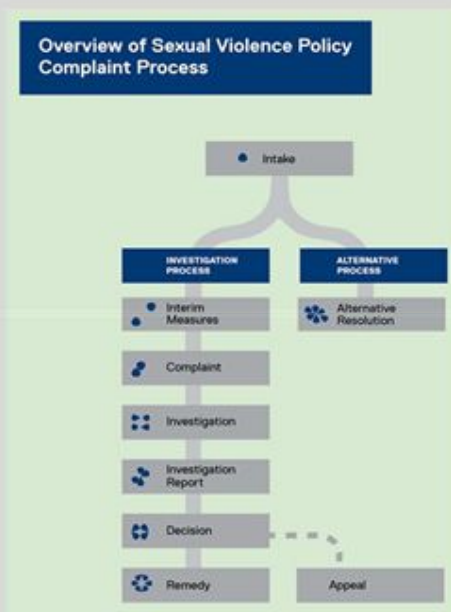 Overview of Sexual Violence Policy
Complaint Process
Intake
INVESTIGATION
PROCESS
ALTERNATIVE
PROCESS
Interim
Measures
Alternative
Resolution
Complaint
Investigation
Investigation
Report
Decision
Remedy
Appeal